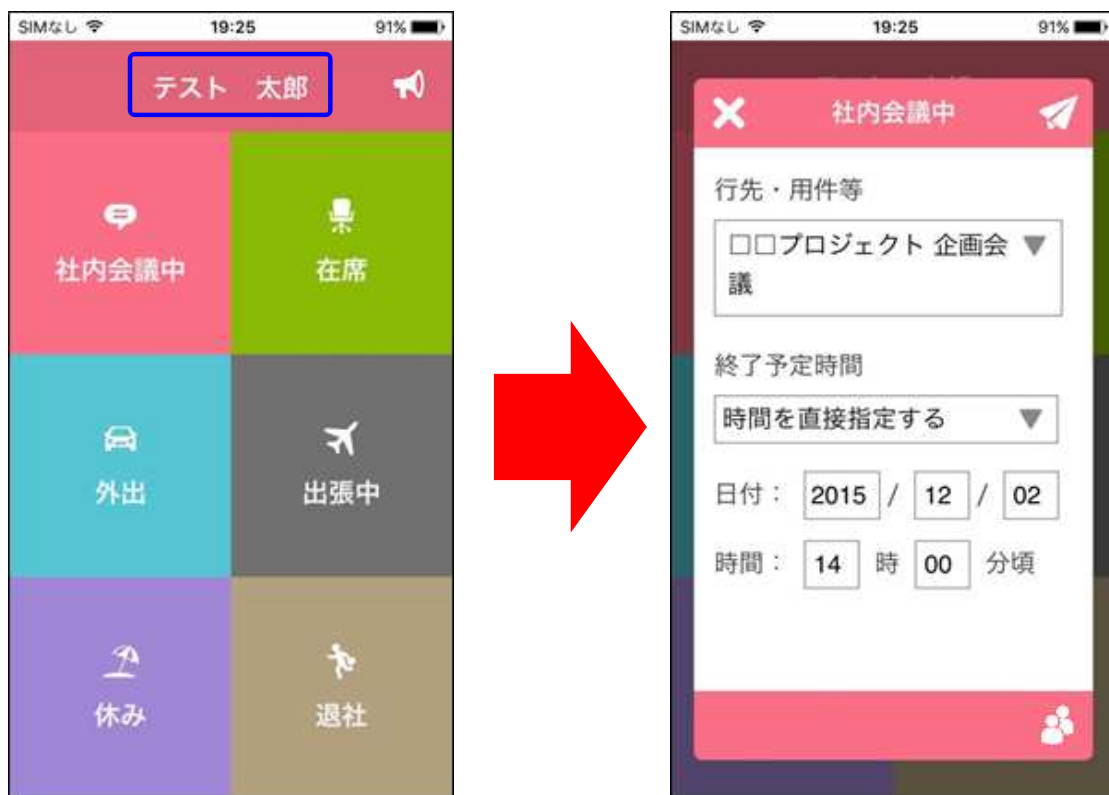 SIMなし 19:25 91%
テスト 太郎
社内会議中 在席
外出 出張中
休み 退社
SIMなし 19:25 91%
社内会議中
行先・用件等
□□プロジェクト 企画会
議
終了予定時間
時間を直接指定する
日付： 2015 / 12 / 02
時間： 14 時 00 分頃